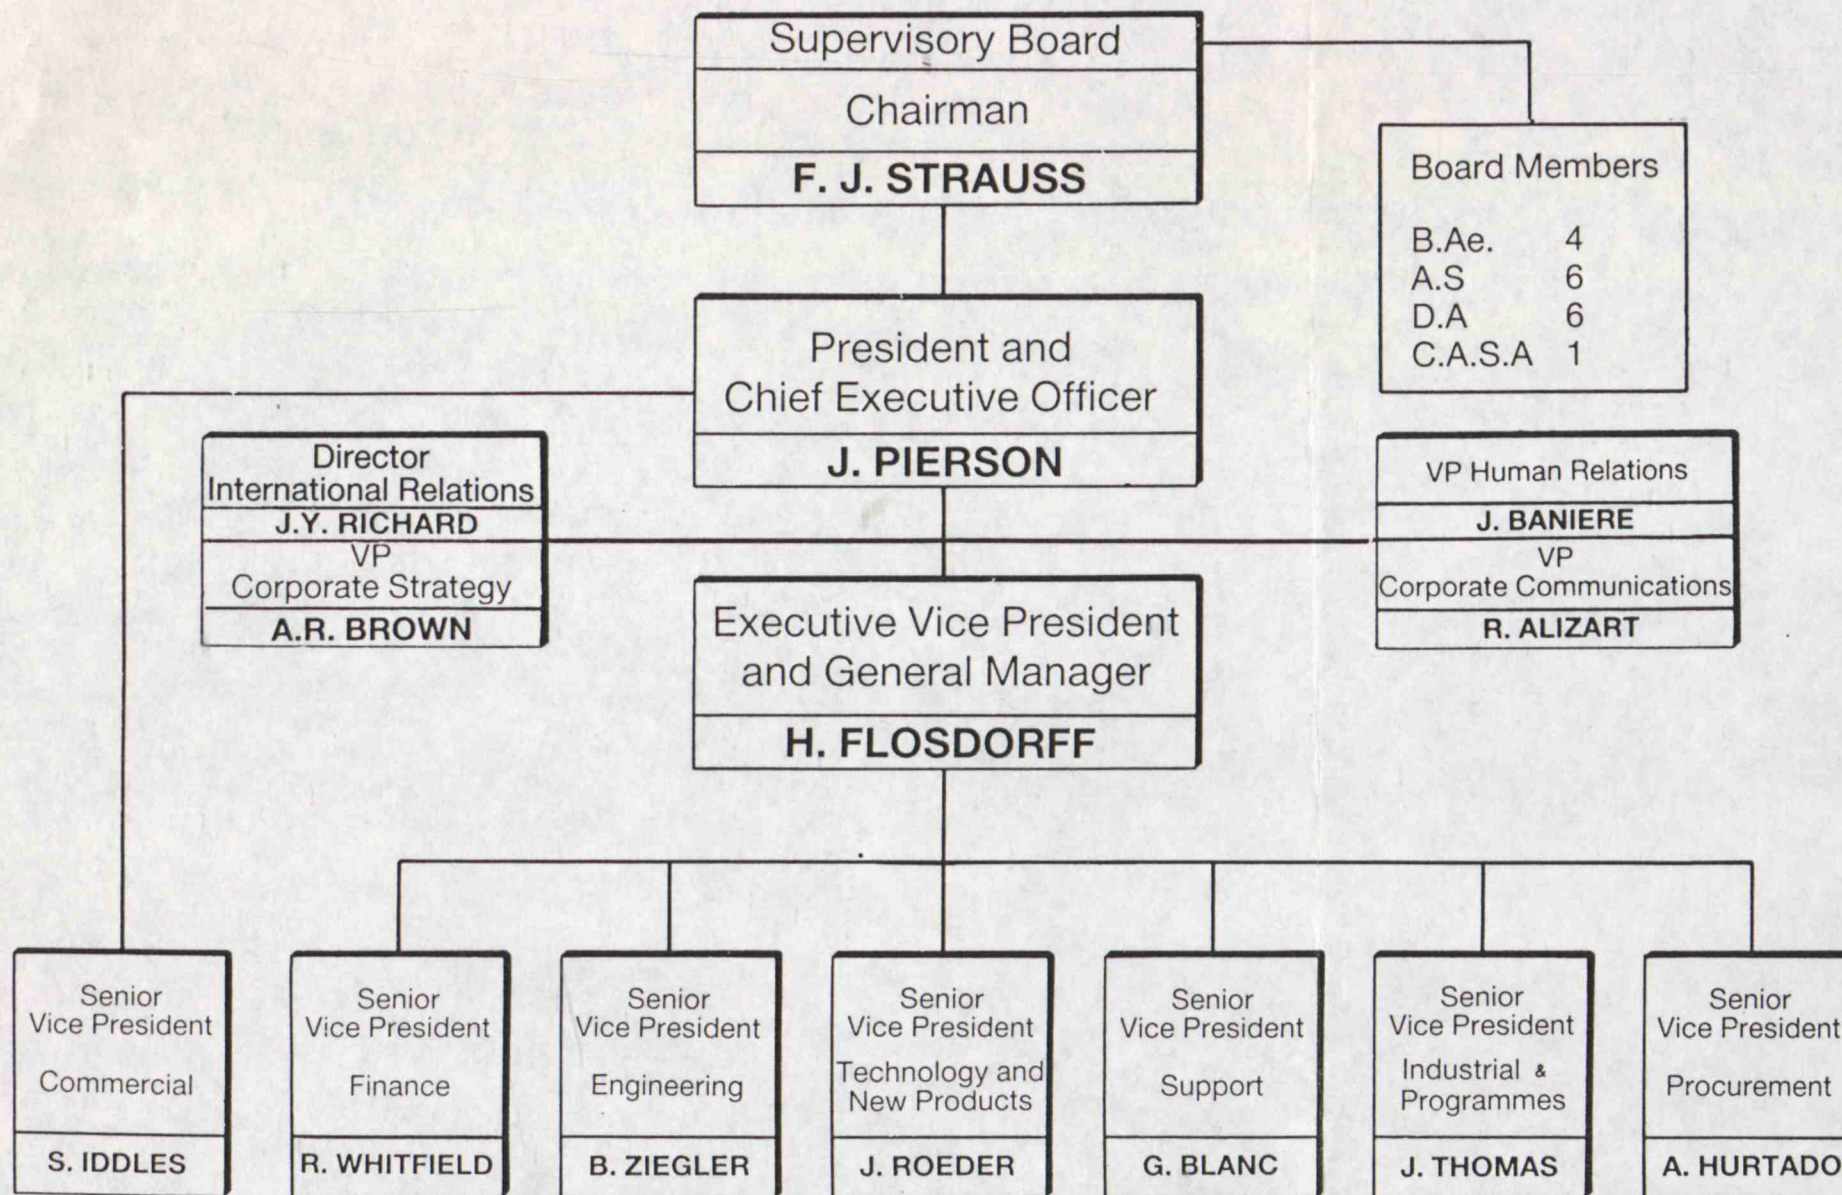 Supervisory Board
Chairman
F. J. STRAUSS
Board Members
B.Ae. 4
A.S 6
D.A 6
C.A.S.A 1
President and
Chief Executive Officer
J. PIERSON
Director
International Relations
J.Y. RICHARD
VP
Corporate Strategy
A.R. BROWN
VP Human Relations
J. BANIERE
VP
Corporate Communications
R. ALIZART
Executive Vice President
and General Manager
H. FLOSDORFF
Senior
Vice President
Commercial
S. IDDLES
Senior
Vice President
Finance
R. WHITFIELD
Senior
Vice President
Engineering
B. ZIEGLER
Senior
Vice President
Technology and
New Products
J. ROEDER
Senior
Vice President
Support
G. BLANC
Senior
Vice President
Industrial &
Programmes
J. THOMAS
Senior
Vice President
Procurement
A. HURTADO